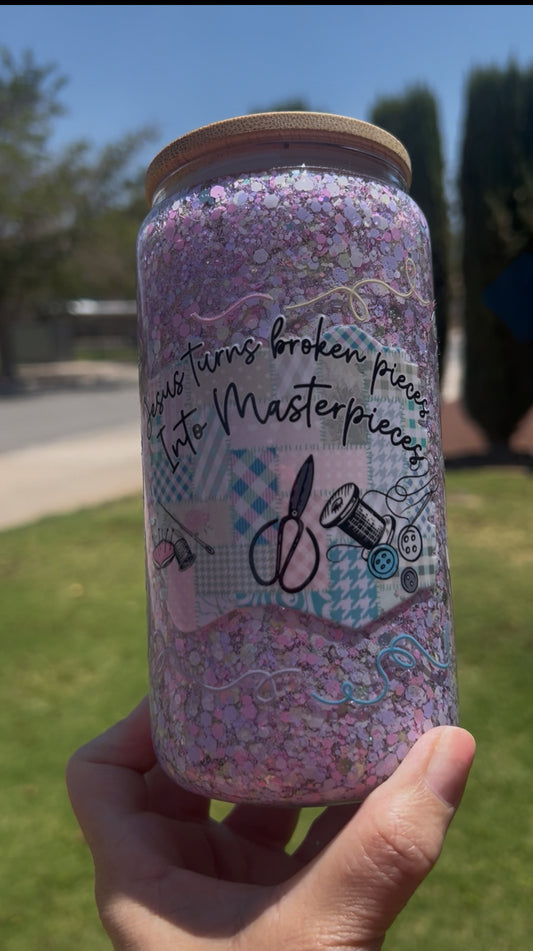 Jesus turns broken pieces
Into Masterpieces